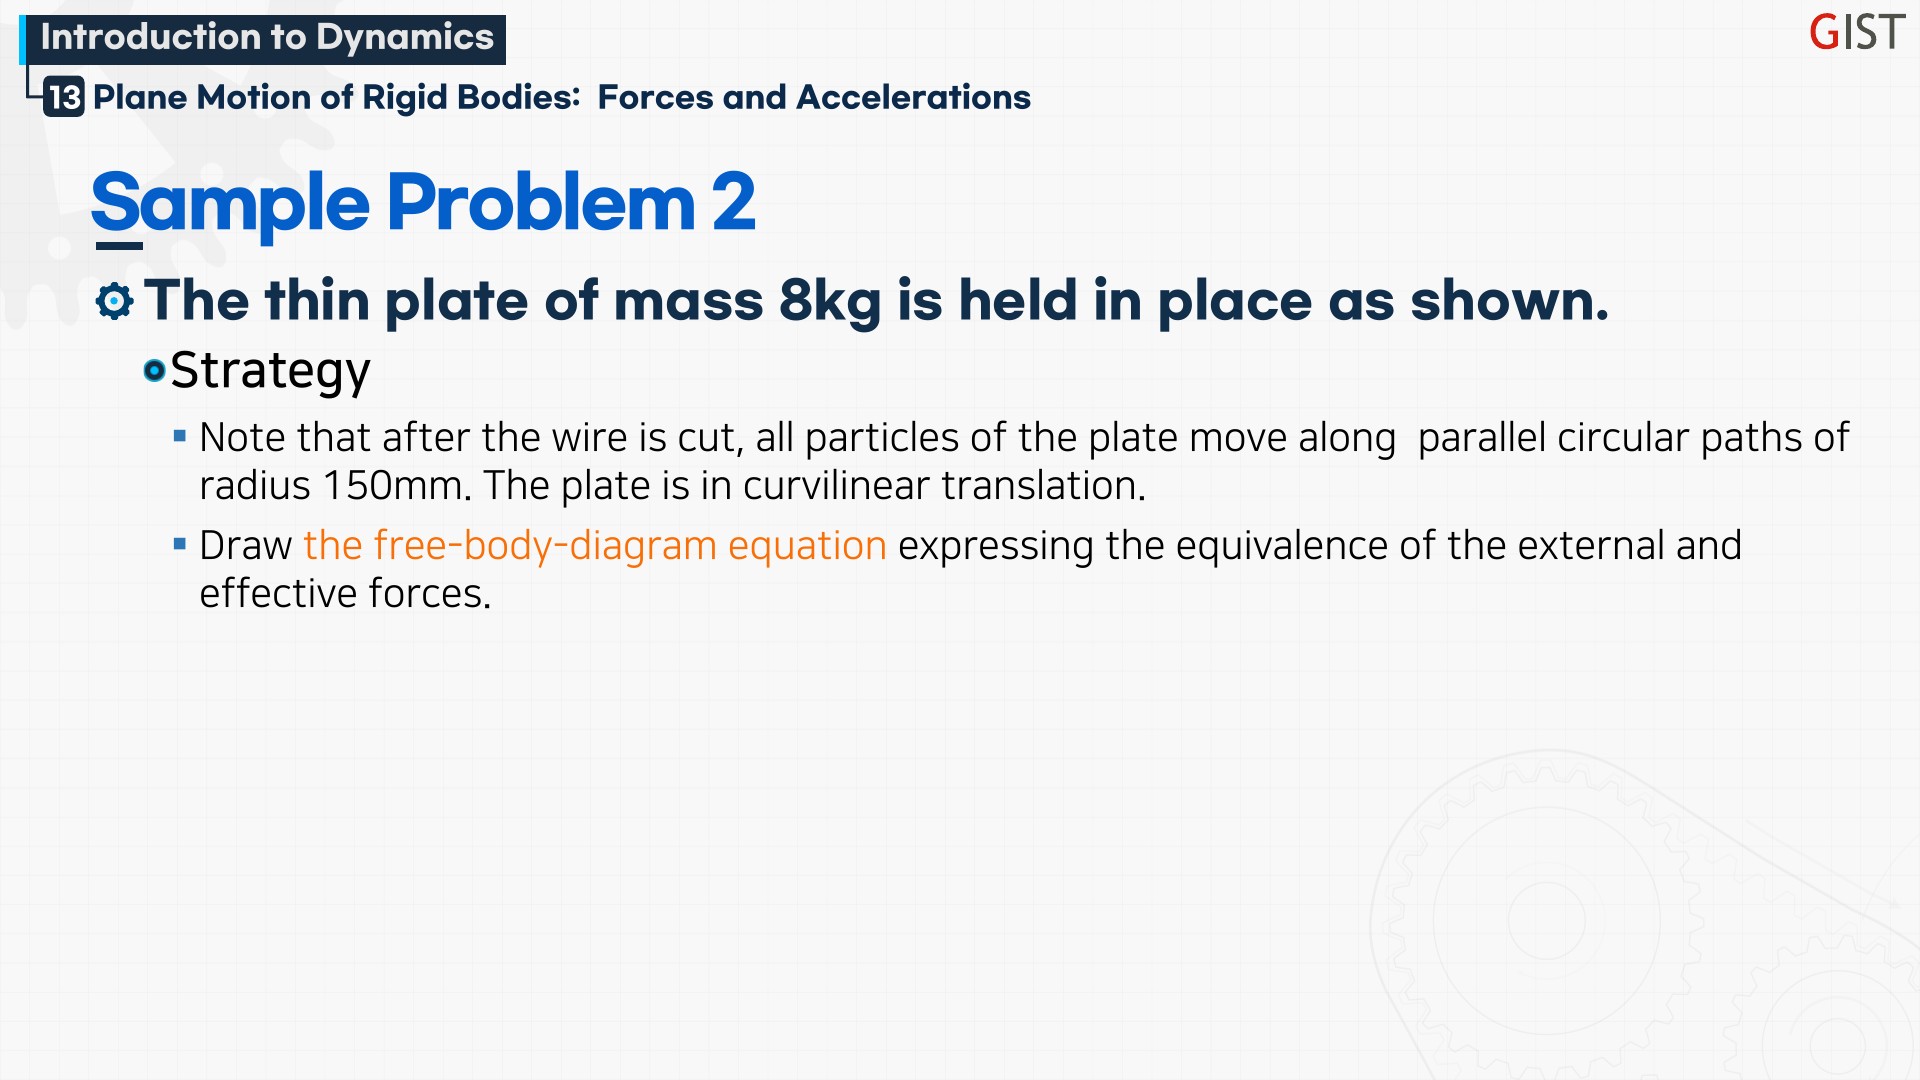 Introduction to Dynamics
GIST
13 Plane Motion of Rigid Bodies:  Forces and Accelerations
Sample Problem 2
The thin plate of mass 8kg is held in place as shown.
Strategy
Note that after the wire is cut, all particles of the plate move along  parallel circular paths of
radius 150mm. The plate is in curvilinear translation.
Draw the free-body-diagram equation expressing the equivalence of the external and
effective forces.